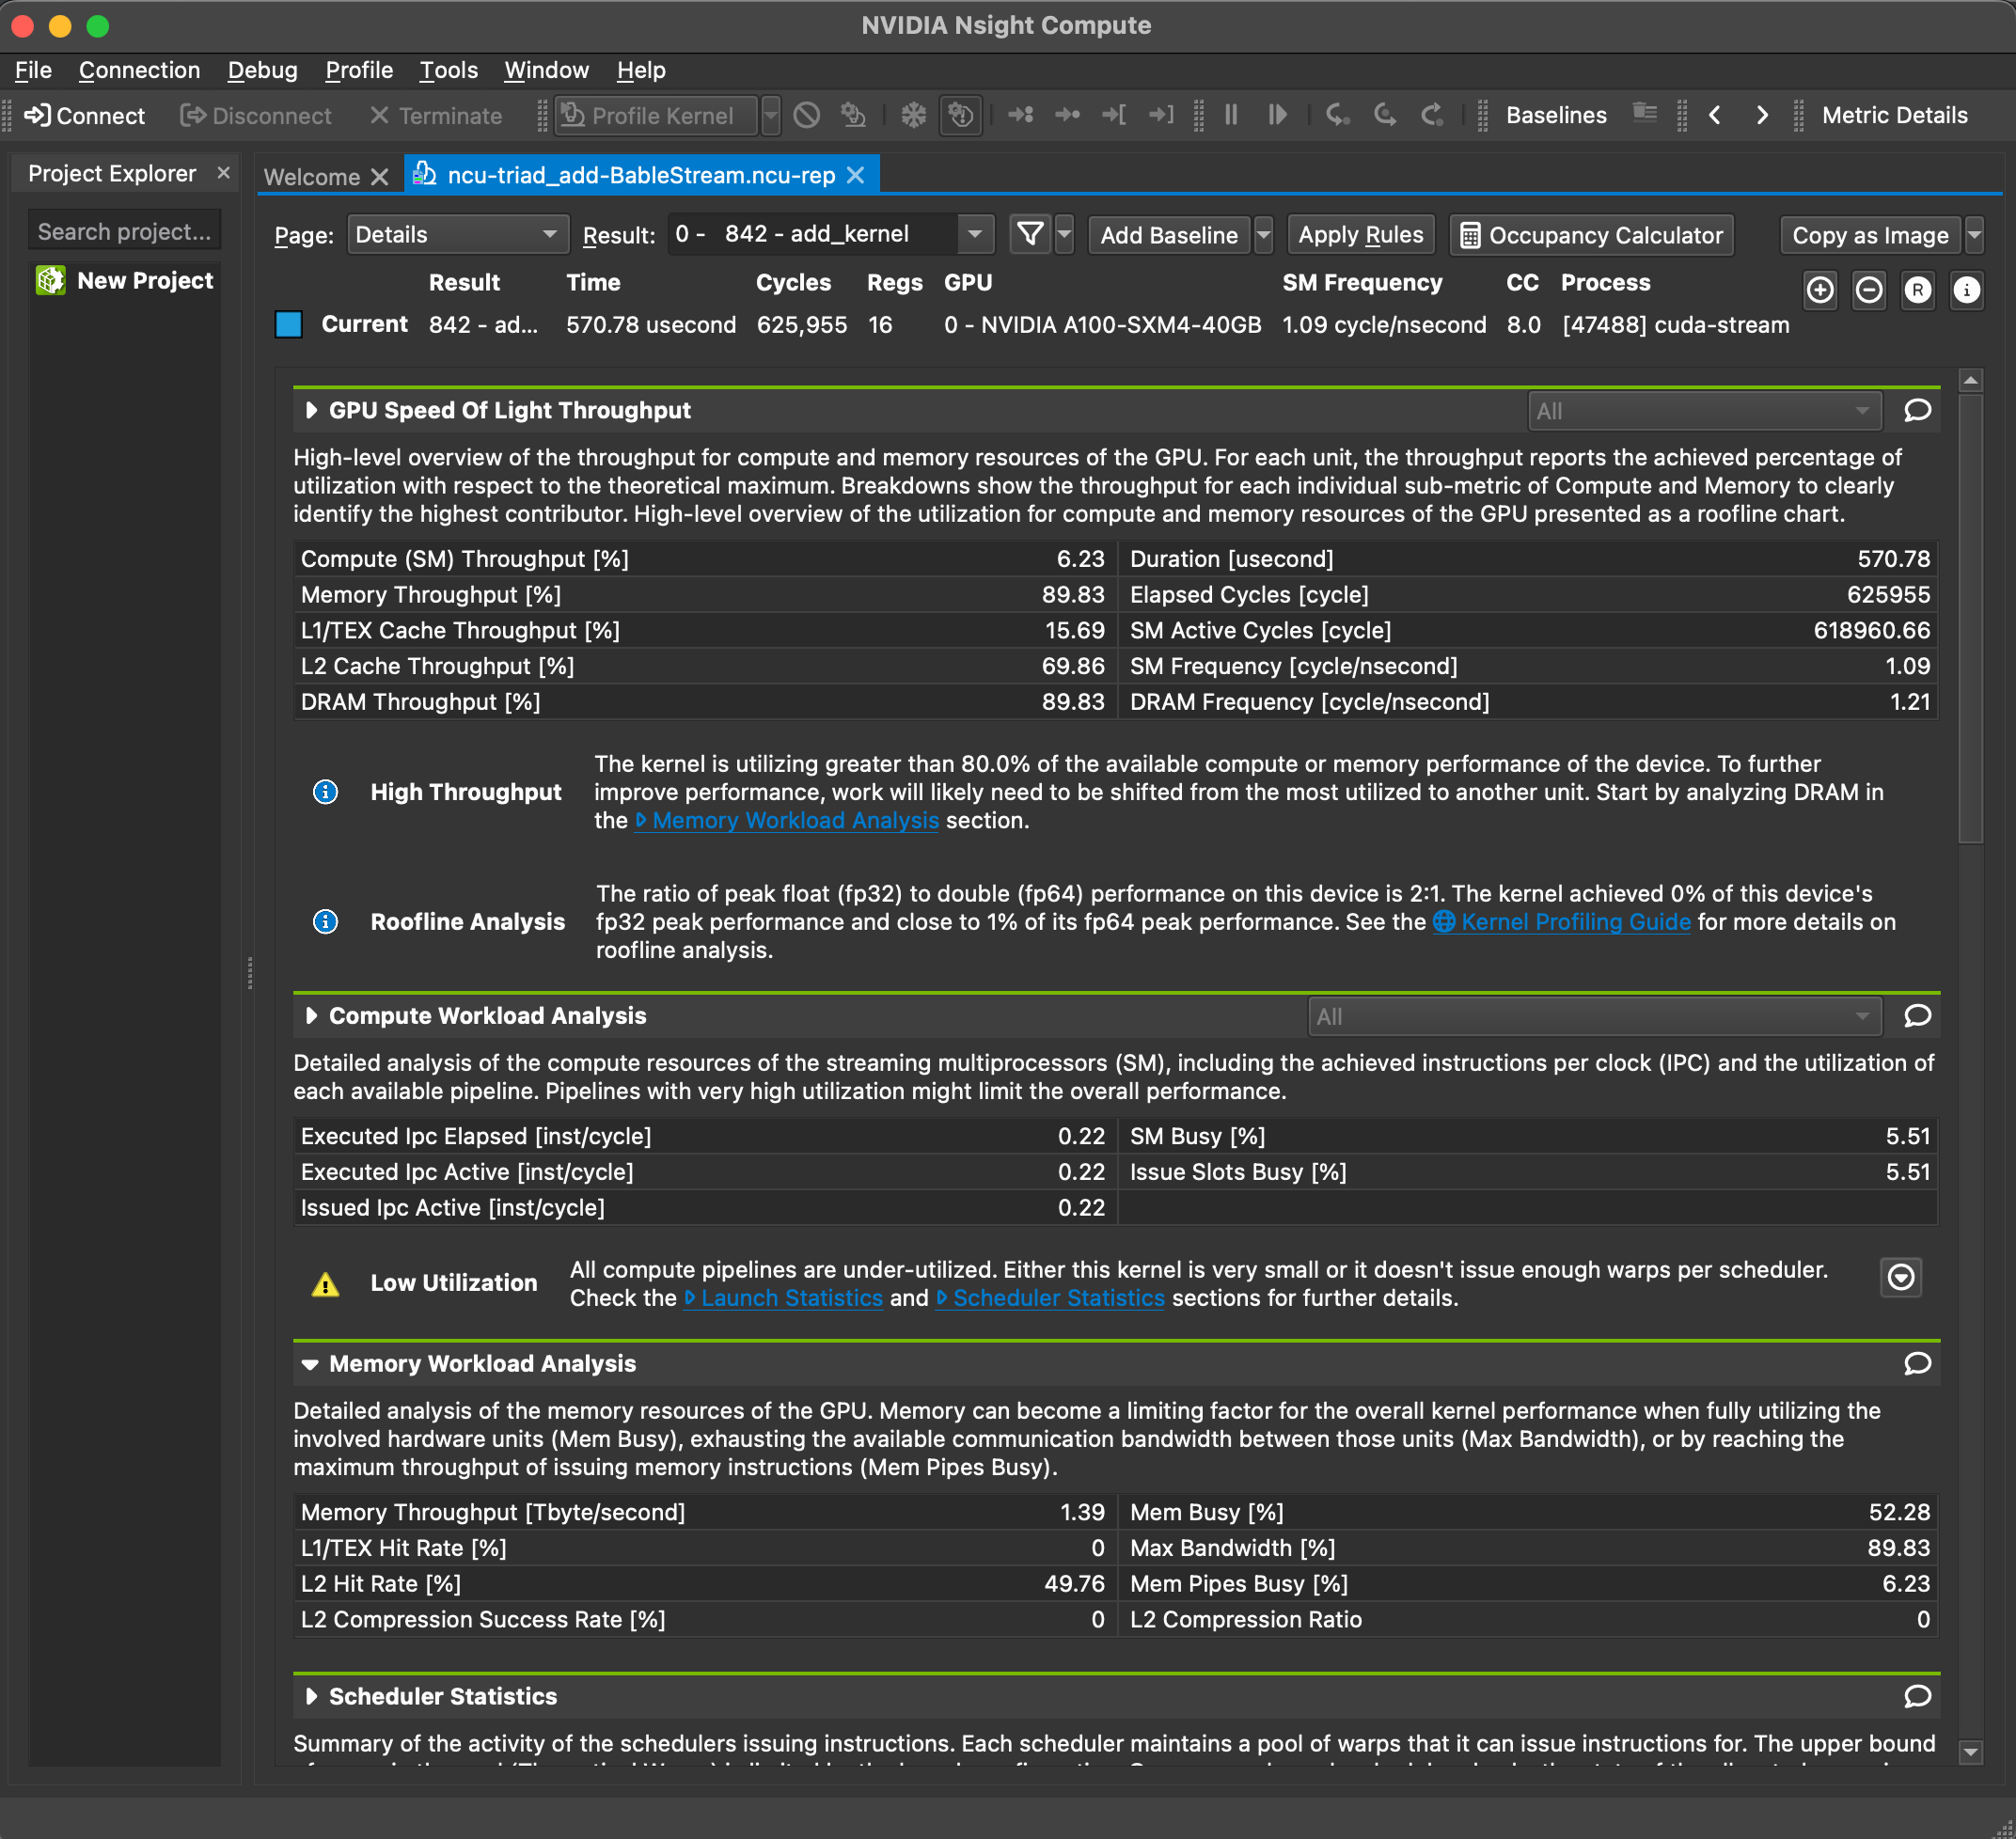 NVIDIA Nsight Compute
File Connection Debug Profile Tools Window Help
Connect Disconnect Terminate Profile Kernel Baselines Metric Details
Project Explorer
Welcome ncu-triad_add-BableStream.ncu-rep
Search project...
New Project
Page: Details Result: 0 - 842 - add_kernel Add Baseline Apply Rules Occupancy Calculator Copy as Image
Result Time Cycles Regs GPU SM Frequency CC Process
Current 842 - ad... 570.78 usecond 625,955 16 0 - NVIDIA A100-SXM4-40GB 1.09 cycle/nsecond 8.0 [47488] cuda-stream
R i
GPU Speed Of Light Throughput All
High-level overview of the throughput for compute and memory resources of the GPU. For each unit, the throughput reports the achieved percentage of
utilization with respect to the theoretical maximum. Breakdowns show the throughput for each individual sub-metric of Compute and Memory to clearly
identify the highest contributor. High-level overview of the utilization for compute and memory resources of the GPU presented as a roofline chart.
Compute (SM) Throughput [%] 6.23 Duration [usecond] 570.78
Memory Throughput [%] 89.83 Elapsed Cycles [cycle] 625955
L1/TEX Cache Throughput [%] 15.69 SM Active Cycles [cycle] 618960.66
L2 Cache Throughput [%] 69.86 SM Frequency [cycle/nsecond] 1.09
DRAM Throughput [%] 89.83 DRAM Frequency [cycle/nsecond] 1.21
High Throughput
The kernel is utilizing greater than 80.0% of the available compute or memory performance of the device. To further
improve performance, work will likely need to be shifted from the most utilized to another unit. Start by analyzing DRAM in
the Memory Workload Analysis section.
Roofline Analysis
The ratio of peak float (fp32) to double (fp64) performance on this device is 2:1. The kernel achieved 0% of this device's
fp32 peak performance and close to 1% of its fp64 peak performance. See the Kernel Profiling Guide for more details on
roofline analysis.
Compute Workload Analysis All
Detailed analysis of the compute resources of the streaming multiprocessors (SM), including the achieved instructions per clock (IPC) and the utilization of
each available pipeline. Pipelines with very high utilization might limit the overall performance.
Executed Ipc Elapsed [inst/cycle] 0.22 SM Busy [%] 5.51
Executed Ipc Active [inst/cycle] 0.22 Issue Slots Busy [%] 5.51
Issued Ipc Active [inst/cycle] 0.22
Low Utilization
All compute pipelines are under-utilized. Either this kernel is very small or it doesn't issue enough warps per scheduler.
Check the Launch Statistics and Scheduler Statistics sections for further details.
Memory Workload Analysis
Detailed analysis of the memory resources of the GPU. Memory can become a limiting factor for the overall kernel performance when fully utilizing the
involved hardware units (Mem Busy), exhausting the available communication bandwidth between those units (Max Bandwidth), or by reaching the
maximum throughput of issuing memory instructions (Mem Pipes Busy).
Memory Throughput [Tbyte/second] 1.39 Mem Busy [%] 52.28
L1/TEX Hit Rate [%] 0 Max Bandwidth [%] 89.83
L2 Hit Rate [%] 49.76 Mem Pipes Busy [%] 6.23
L2 Compression Success Rate [%] 0 L2 Compression Ratio 0
Scheduler Statistics
Summary of the activity of the schedulers issuing instructions. Each scheduler maintains a pool of warps that it can issue instructions for. The upper bound